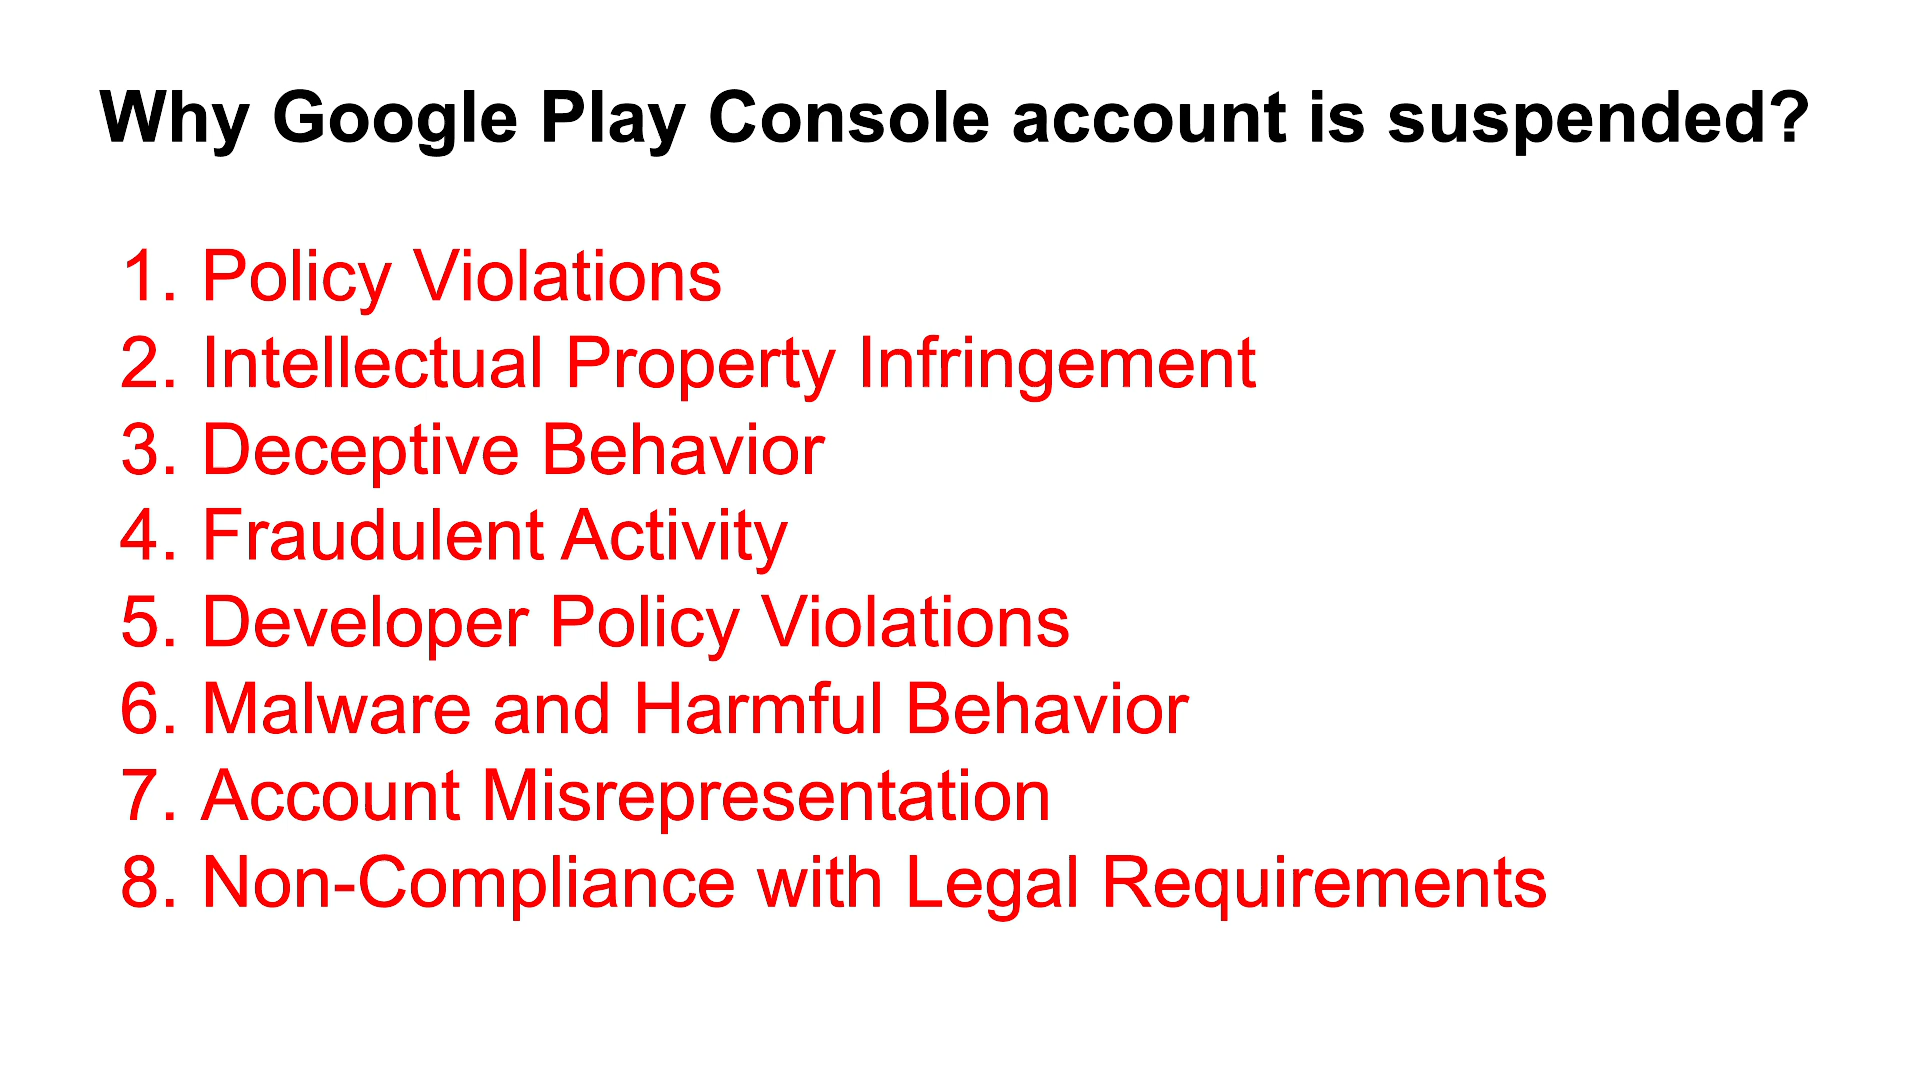 Why Google Play Console account is suspended?
1. Policy Violations
2. Intellectual Property Infringement
3. Deceptive Behavior
4. Fraudulent Activity
5. Developer Policy Violations
6. Malware and Harmful Behavior
7. Account Misrepresentation
8. Non-Compliance with Legal Requirements